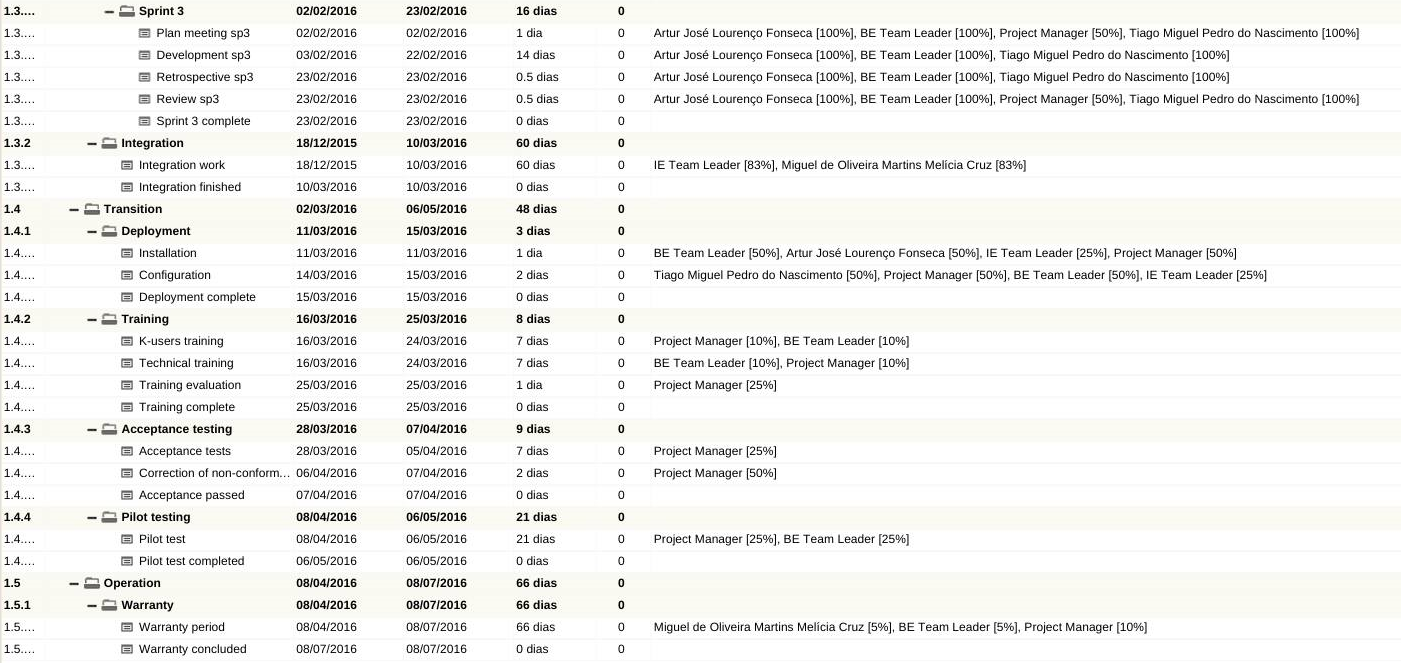 1.3.... Sprint 3 02/02/2016 23/02/2016 16 dias 0
1.3.... Plan meeting sp3 02/02/2016 02/02/2016 1 dia 0 Artur José Lourenço Fonseca [100%], BE Team Leader [100%], Project Manager [50%], Tiago Miguel Pedro do Nascimento [100%]
1.3.... Development sp3 03/02/2016 22/02/2016 14 dias 0 Artur José Lourenço Fonseca [100%], BE Team Leader [100%], Tiago Miguel Pedro do Nascimento [100%]
1.3.... Retrospective sp3 23/02/2016 23/02/2016 0.5 dias 0 Artur José Lourenço Fonseca [100%], BE Team Leader [100%], Tiago Miguel Pedro do Nascimento [100%]
1.3.... Review sp3 23/02/2016 23/02/2016 0.5 dias 0 Artur José Lourenço Fonseca [100%], BE Team Leader [100%], Project Manager [50%], Tiago Miguel Pedro do Nascimento [100%]
1.3.... Sprint 3 complete 23/02/2016 23/02/2016 0 dias 0
1.3.2 Integration 18/12/2015 10/03/2016 60 dias 0
1.3.... Integration work 18/12/2015 10/03/2016 60 dias 0 IE Team Leader [83%], Miguel de Oliveira Martins Melícia Cruz [83%]
1.3.... Integration finished 10/03/2016 10/03/2016 0 dias 0
1.4 Transition 02/03/2016 06/05/2016 48 dias 0
1.4.1 Deployment 11/03/2016 15/03/2016 3 dias 0
1.4.... Installation 11/03/2016 11/03/2016 1 dia 0 BE Team Leader [50%], Artur José Lourenço Fonseca [50%], IE Team Leader [25%], Project Manager [50%]
1.4.... Configuration 14/03/2016 15/03/2016 2 dias 0 Tiago Miguel Pedro do Nascimento [50%], Project Manager [50%], BE Team Leader [50%], IE Team Leader [25%]
1.4.... Deployment complete 15/03/2016 15/03/2016 0 dias 0
1.4.2 Training 16/03/2016 25/03/2016 8 dias 0
1.4.... K-users training 16/03/2016 24/03/2016 7 dias 0 Project Manager [10%], BE Team Leader [10%]
1.4.... Technical training 16/03/2016 24/03/2016 7 dias 0 BE Team Leader [10%], Project Manager [10%]
1.4.... Training evaluation 25/03/2016 25/03/2016 1 dia 0 Project Manager [25%]
1.4.... Training complete 25/03/2016 25/03/2016 0 dias 0
1.4.3 Acceptance testing 28/03/2016 07/04/2016 9 dias 0
1.4.... Acceptance tests 28/03/2016 05/04/2016 7 dias 0 Project Manager [25%]
1.4.... Correction of non-conform... 06/04/2016 07/04/2016 2 dias 0 Project Manager [50%]
1.4.... Acceptance passed 07/04/2016 07/04/2016 0 dias 0
1.4.4 Pilot testing 08/04/2016 06/05/2016 21 dias 0
1.4.... Pilot test 08/04/2016 06/05/2016 21 dias 0 Project Manager [25%], BE Team Leader [25%]
1.4.... Pilot test completed 06/05/2016 06/05/2016 0 dias 0
1.5 Operation 08/04/2016 08/07/2016 66 dias 0
1.5.1 Warranty 08/04/2016 08/07/2016 66 dias 0
1.5.... Warranty period 08/04/2016 08/07/2016 66 dias 0 Miguel de Oliveira Martins Melícia Cruz [5%], BE Team Leader [5%], Project Manager [10%]
1.5.... Warranty concluded 08/07/2016 08/07/2016 0 dias 0